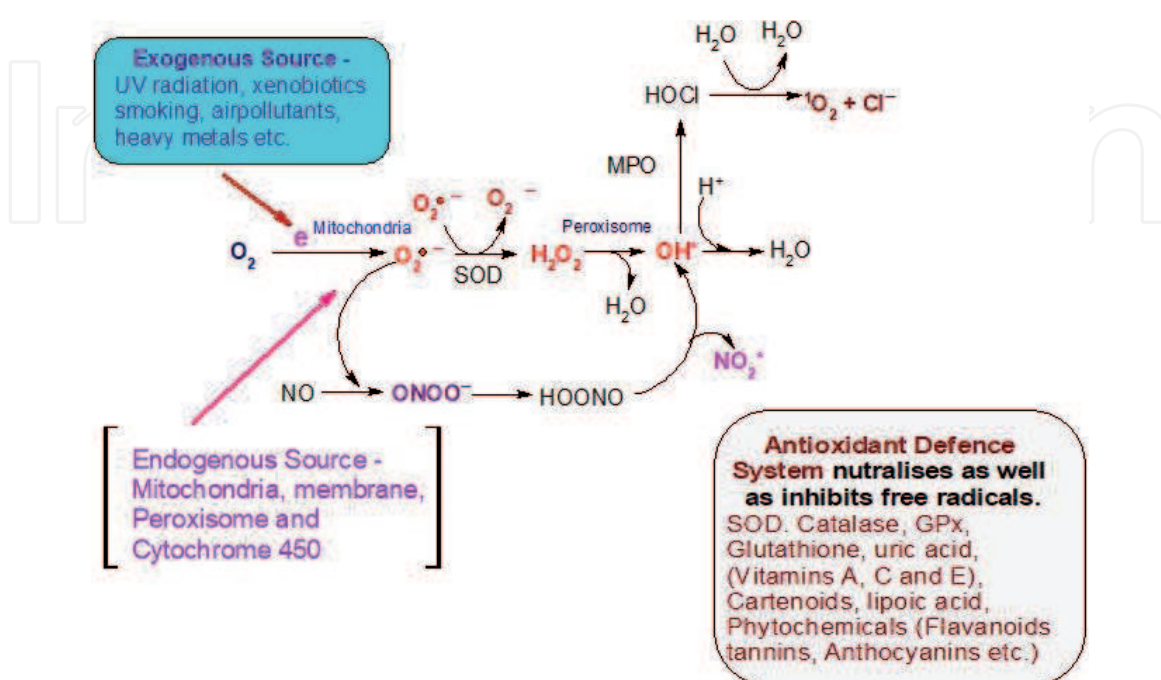 Exogenous Source -
UV radiation, xenobiotics
smoking, airpollutants,
heavy metals etc.
H₂O H₂O
HOCl ¹O₂ + Cl⁻
MPO
H⁺
O₂•⁻ O₂⁻
e Mitochondria Peroxisome
O₂ O₂•⁻ SOD H₂O₂ OH• H₂O
H₂O
NO₂•
NO ONOO⁻ HOONO
Endogenous Source -
Mitochondria, membrane,
Peroxisome and
Cytochrome 450
Antioxidant Defence
System nutralises as well
as inhibits free radicals.
SOD. Catalase, GPx,
Glutathione, uric acid,
(Vitamins A, C and E),
Cartenoids, lipoic acid,
Phytochemicals (Flavanoids
tannins, Anthocyanins etc.)